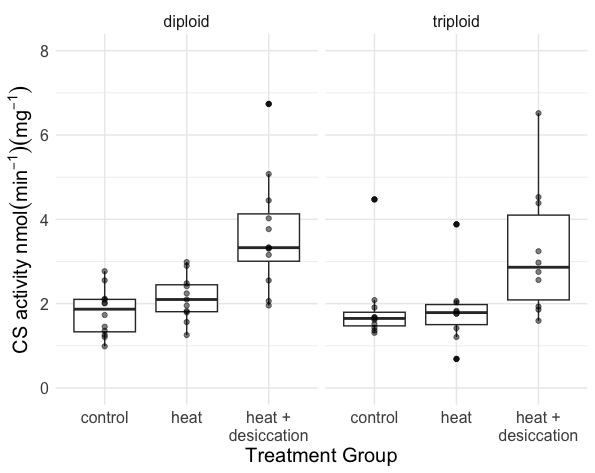 diploid triploid
8
6
4
2
0
CS activity nmol(min⁻¹)(mg⁻¹)
control heat heat + desiccation control heat heat + desiccation
Treatment Group